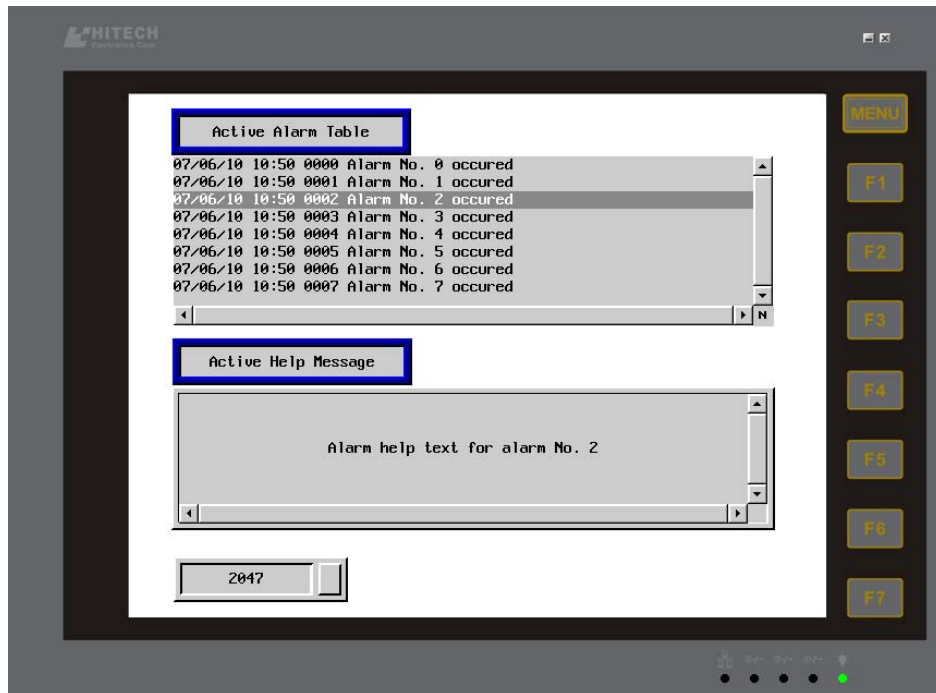 HITECH
Electronics Corp.
MENU
Active Alarm Table
07/06/10 10:50 0000 Alarm No. 0 occured
07/06/10 10:50 0001 Alarm No. 1 occured
07/06/10 10:50 0002 Alarm No. 2 occured
07/06/10 10:50 0003 Alarm No. 3 occured
07/06/10 10:50 0004 Alarm No. 4 occured
07/06/10 10:50 0005 Alarm No. 5 occured
07/06/10 10:50 0006 Alarm No. 6 occured
07/06/10 10:50 0007 Alarm No. 7 occured
N
Active Help Message
Alarm help text for alarm No. 2
2047
F1
F2
F3
F4
F5
F6
F7